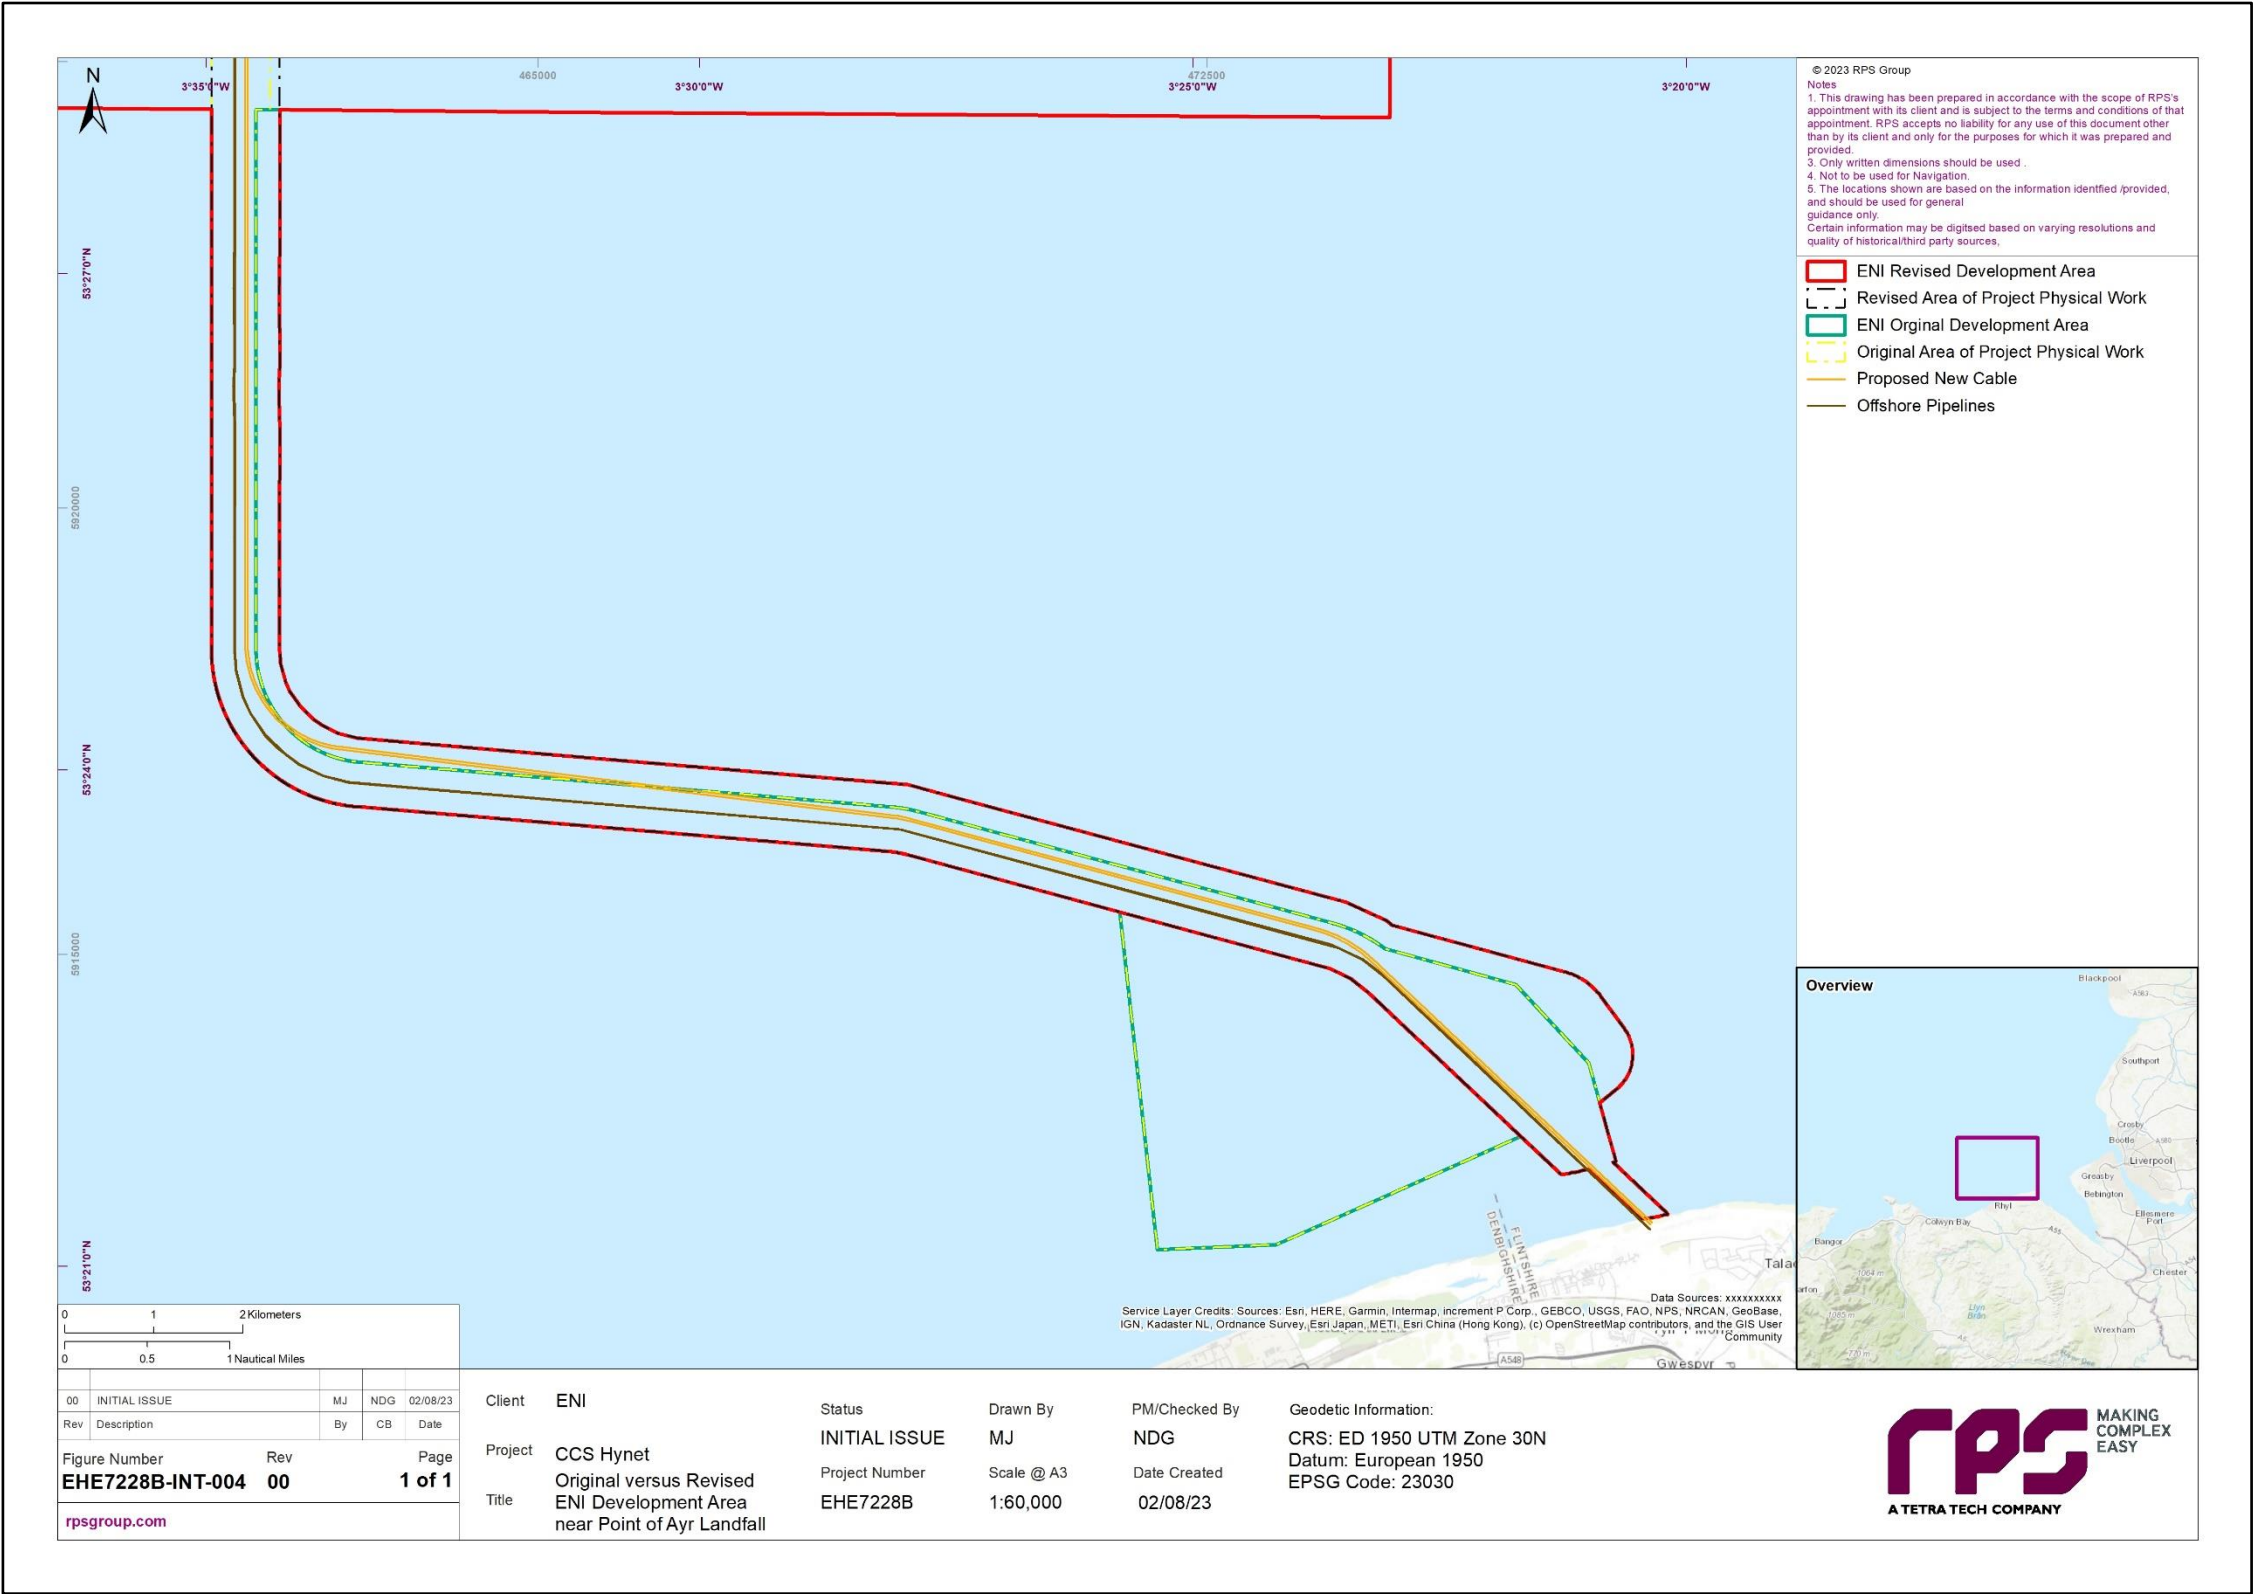 N
465000
472500
3°35'0"W
3°30'0"W
3°25'0"W
3°20'0"W
53°27'0"N
5920000
53°24'0"N
5915000
53°21'0"N
© 2023 RPS Group
Notes
1. This drawing has been prepared in accordance with the scope of RPS's
appointment with its client and is subject to the terms and conditions of that
appointment. RPS accepts no liability for any use of this document other
than by its client and only for the purposes for which it was prepared and
provided.
3. Only written dimensions should be used .
4. Not to be used for Navigation.
5. The locations shown are based on the information identfied /provided,
and should be used for general
guidance only.
Certain information may be digitsed based on varying resolutions and
quality of historical/third party sources,
ENI Revised Development Area
Revised Area of Project Physical Work
ENI Orginal Development Area
Original Area of Project Physical Work
Proposed New Cable
Offshore Pipelines
FLINTSHIRE
DENBIGHSHIRE
Tala
Data Sources: xxxxxxxxxx
Service Layer Credits: Sources: Esri, HERE, Garmin, Intermap, increment P Corp., GEBCO, USGS, FAO, NPS, NRCAN, GeoBase,
IGN, Kadaster NL, Ordnance Survey, Esri Japan, METI, Esri China (Hong Kong), (c) OpenStreetMap contributors, and the GIS User
Community
A548
Gwespyr
Overview
Blackpool
A583
Southport
Crosby
Bootle
A580
Liverpool
Greasby
Bebington
Rhyl
Ellesmere
Port
Colwyn Bay
A55
Bangor
Chester
1064 m
arfon
1085 m
Llyn
Brân
A5
Wrexham
770 m
0 1 2 Kilometers
0 0.5 1 Nautical Miles
00 INITIAL ISSUE MJ NDG 02/08/23
Rev Description By CB Date
Figure Number Rev Page
EHE7228B-INT-004 00 1 of 1
rpsgroup.com
Client ENI
Project CCS Hynet
Title Original versus Revised
ENI Development Area
near Point of Ayr Landfall
Status
INITIAL ISSUE
Project Number
EHE7228B
Drawn By
MJ
Scale @ A3
1:60,000
PM/Checked By
NDG
Date Created
02/08/23
Geodetic Information:
CRS: ED 1950 UTM Zone 30N
Datum: European 1950
EPSG Code: 23030
rps
MAKING
COMPLEX
EASY
A TETRA TECH COMPANY